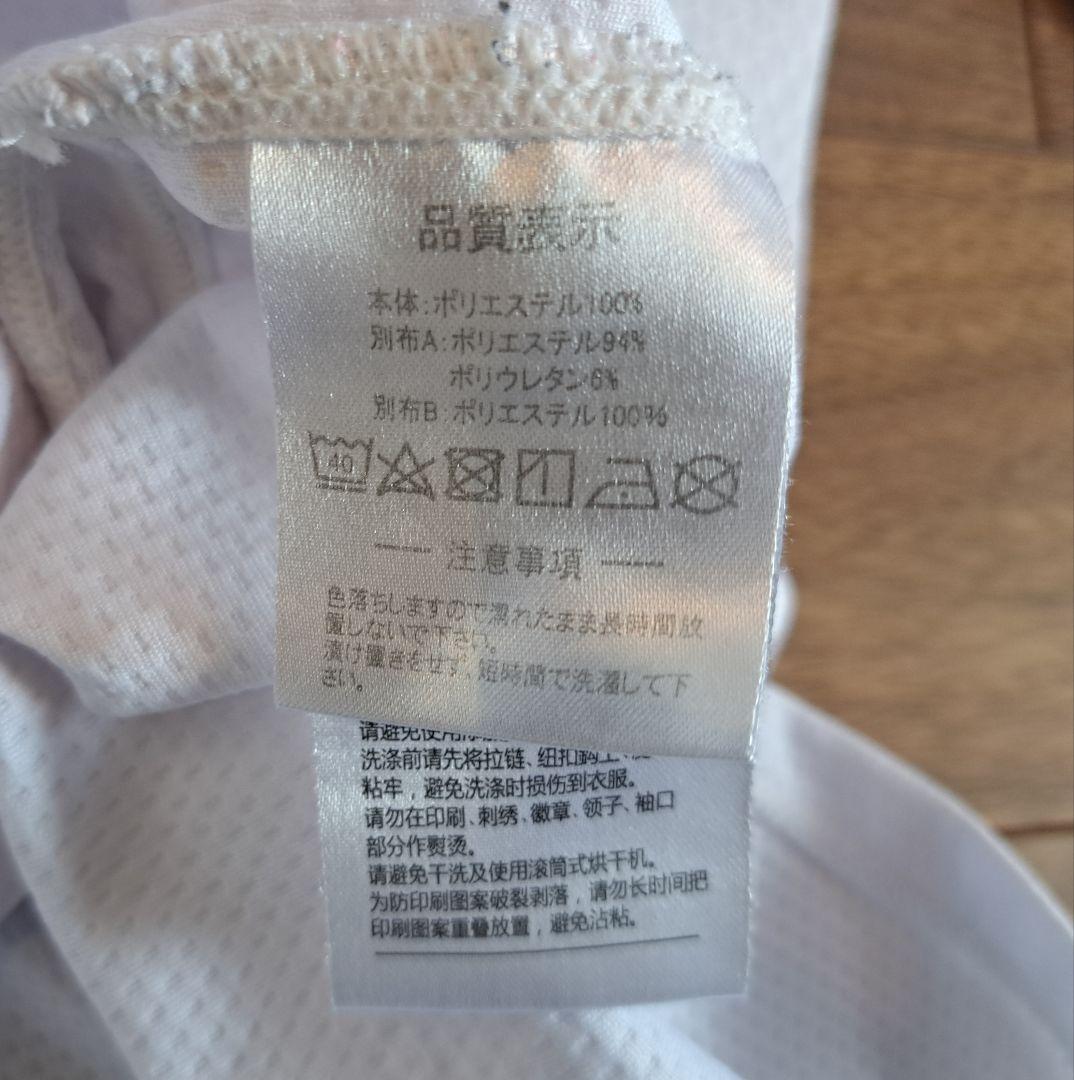 品質表示
本体:ポリエステル100%
別布A:ポリエステル94%
ポリウレタン6%
別布B:ポリエステル100%
40
注意事項
色落ちしますので濡れたまま長時間放
置しないで下さい。
漬け置きをせず、短時間で洗濯して下
さい。
请避免使用
洗涤前请先将拉链、纽扣鈎上、
粘牢，避免洗涤时损伤到衣服。
请勿在印刷、刺绣、徽章、领子、袖口
部分作熨烫。
请避免干洗及使用滚筒式烘干机。
为防印刷图案破裂剥落，请勿长时间把
印刷图案重叠放置，避免沾粘。